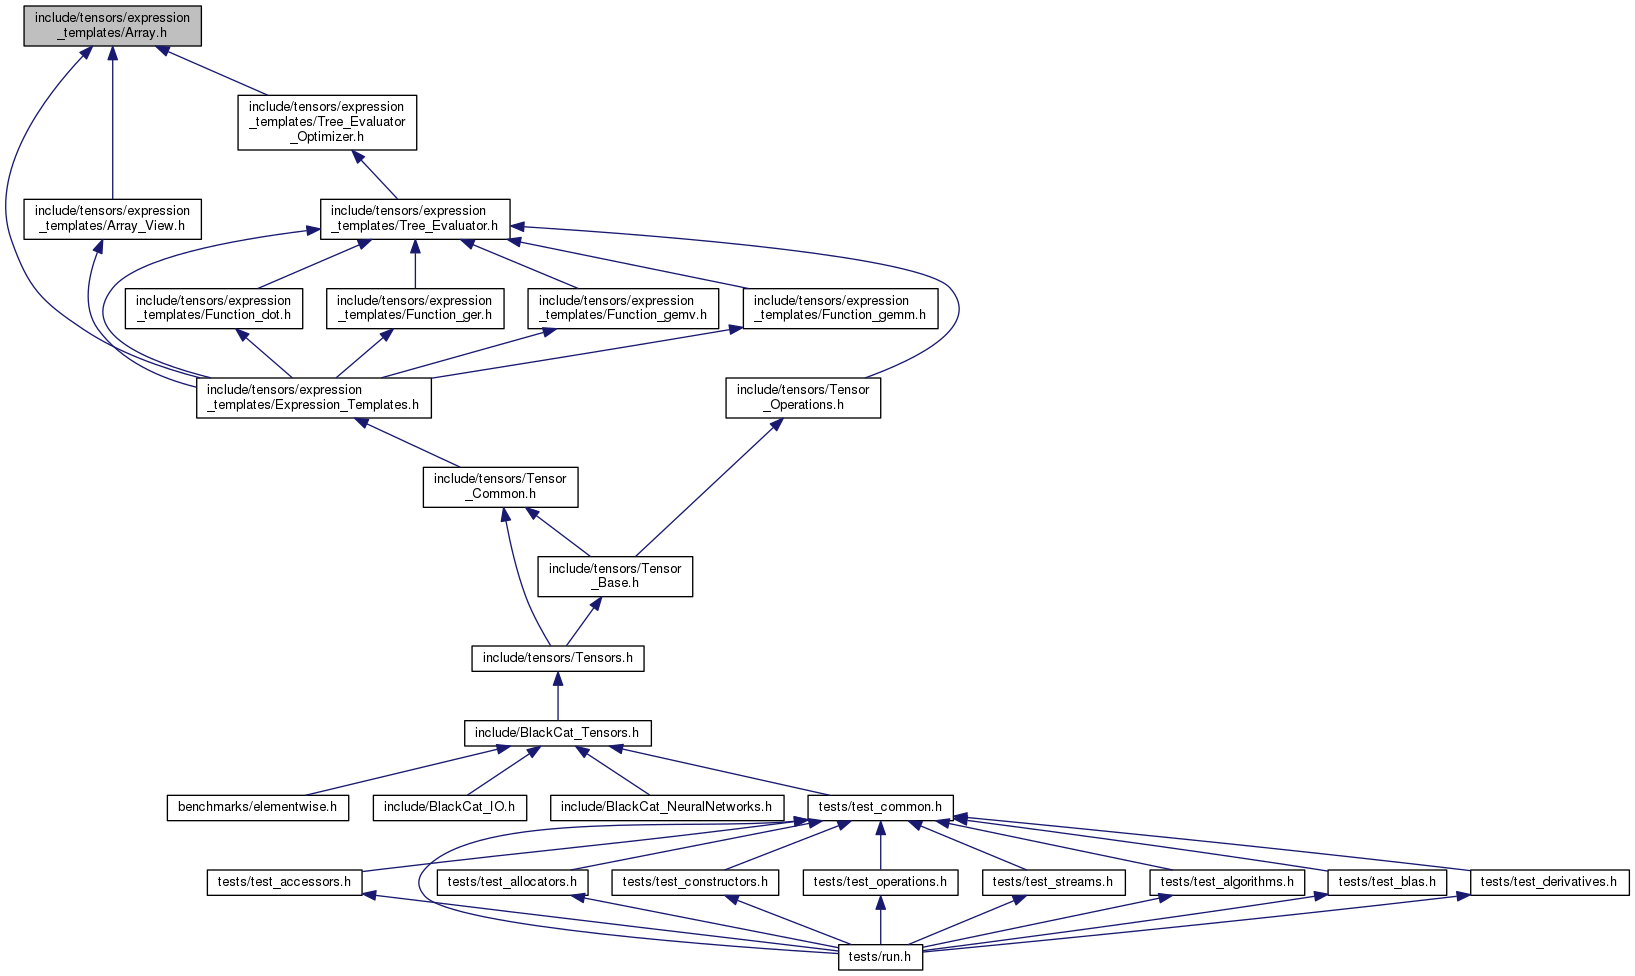 include/tensors/expression
_templates/Array.h
include/tensors/expression
_templates/Tree_Evaluator
_Optimizer.h
include/tensors/expression
_templates/Array_View.h
include/tensors/expression
_templates/Tree_Evaluator.h
include/tensors/expression
_templates/Function_dot.h
include/tensors/expression
_templates/Function_ger.h
include/tensors/expression
_templates/Function_gemv.h
include/tensors/expression
_templates/Function_gemm.h
include/tensors/expression
_templates/Expression_Templates.h
include/tensors/Tensor
_Operations.h
include/tensors/Tensor
_Common.h
include/tensors/Tensor
_Base.h
include/tensors/Tensors.h
include/BlackCat_Tensors.h
benchmarks/elementwise.h
include/BlackCat_IO.h
include/BlackCat_NeuralNetworks.h
tests/test_common.h
tests/test_accessors.h
tests/test_allocators.h
tests/test_constructors.h
tests/test_operations.h
tests/test_streams.h
tests/test_algorithms.h
tests/test_blas.h
tests/test_derivatives.h
tests/run.h